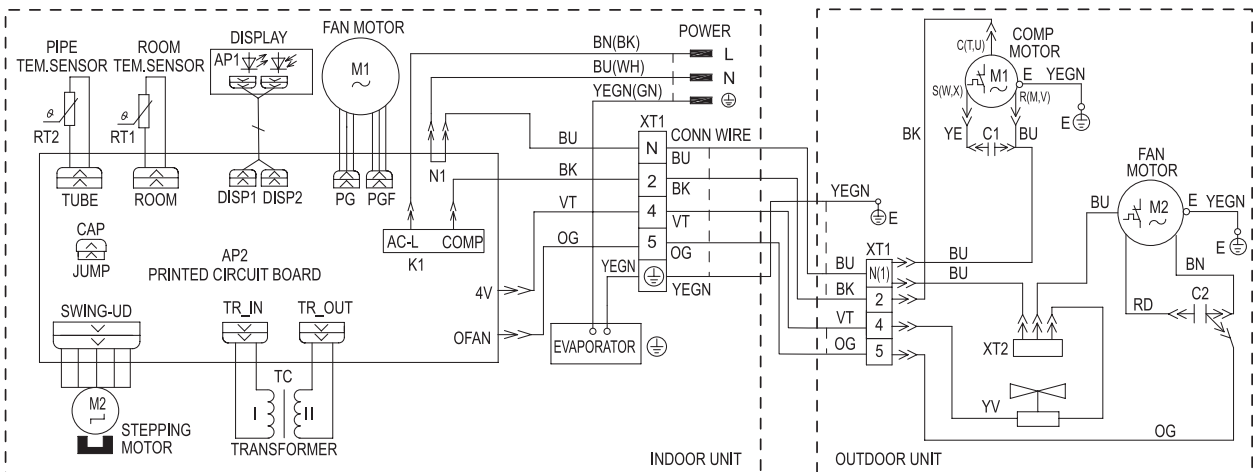 PIPE
TEM.SENSOR
RT2
ROOM
TEM.SENSOR
RT1
DISPLAY
AP1
FAN MOTOR
M1
~
POWER
BN(BK)
L
BU(WH)
N
YEGN(GN)
XT1
CONN WIRE
N1
BU
N
BU
BK
2
BK
VT
4
VT
OG
5
OG
YEGN
YEGN
TUBE
ROOM
DISP1
DISP2
PG
PGF
CAP
JUMP
AC-L
COMP
K1
AP2
PRINTED CIRCUIT BOARD
4V
OFAN
SWING-UD
TR_IN
TR_OUT
EVAPORATOR
M2
STEPPING
MOTOR
TC
I
II
TRANSFORMER
INDOOR UNIT
C(T,U)
COMP
MOTOR
M1
~
E
YEGN
E
S(W,X)
R(M,V)
BK
YE
C1
BU
FAN
MOTOR
BU
M2
~
E
YEGN
E
YEGN
E
XT1
BU
N(1)
BU
BU
BK
2
VT
4
OG
5
BN
RD
C2
XT2
YV
OG
OUTDOOR UNIT